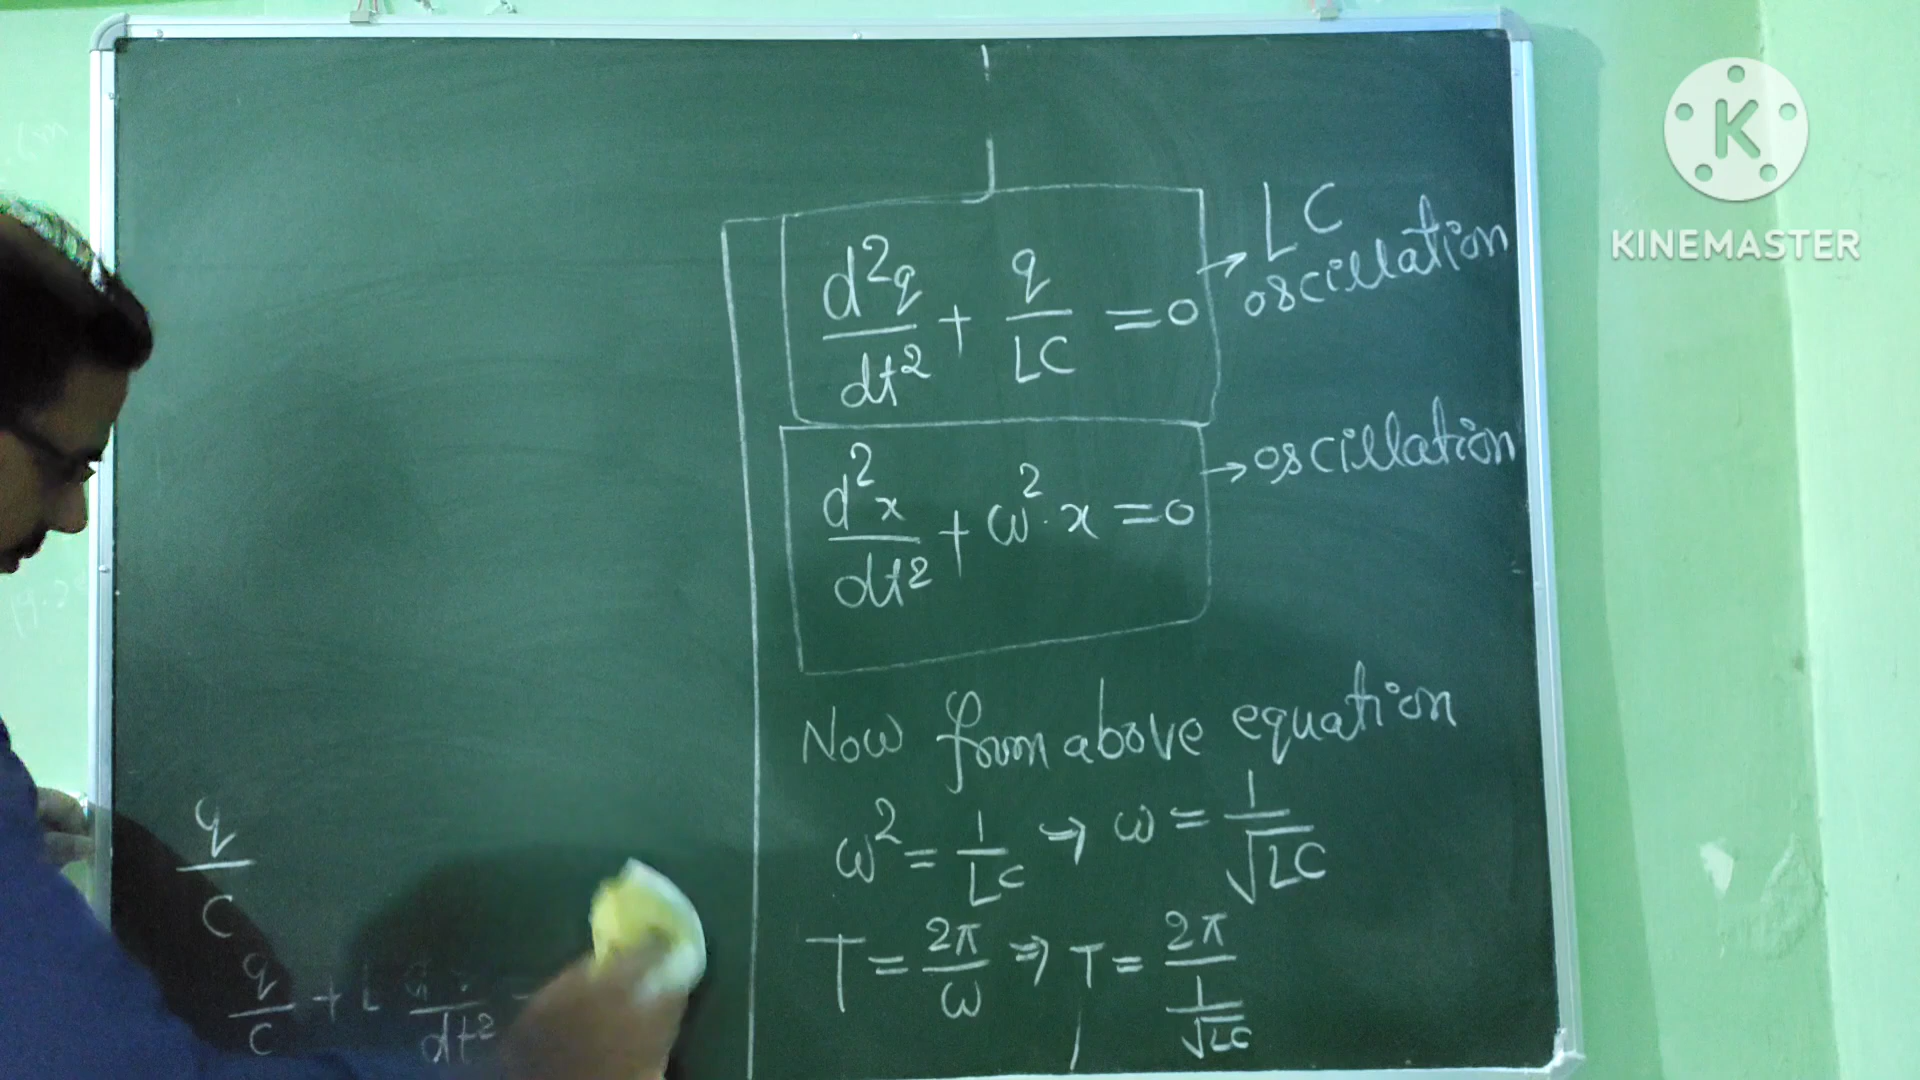 q/C
q/C + L d²q/dt²
d²q/dt² + q/LC = 0 → LC oscillation
d²x/dt² + ω²·x = 0 → oscillation
Now from above equation
ω² = 1/LC → ω = 1/√LC
T = 2π/ω ⇒ T = 2π/(1/√LC)
K
KINEMASTER